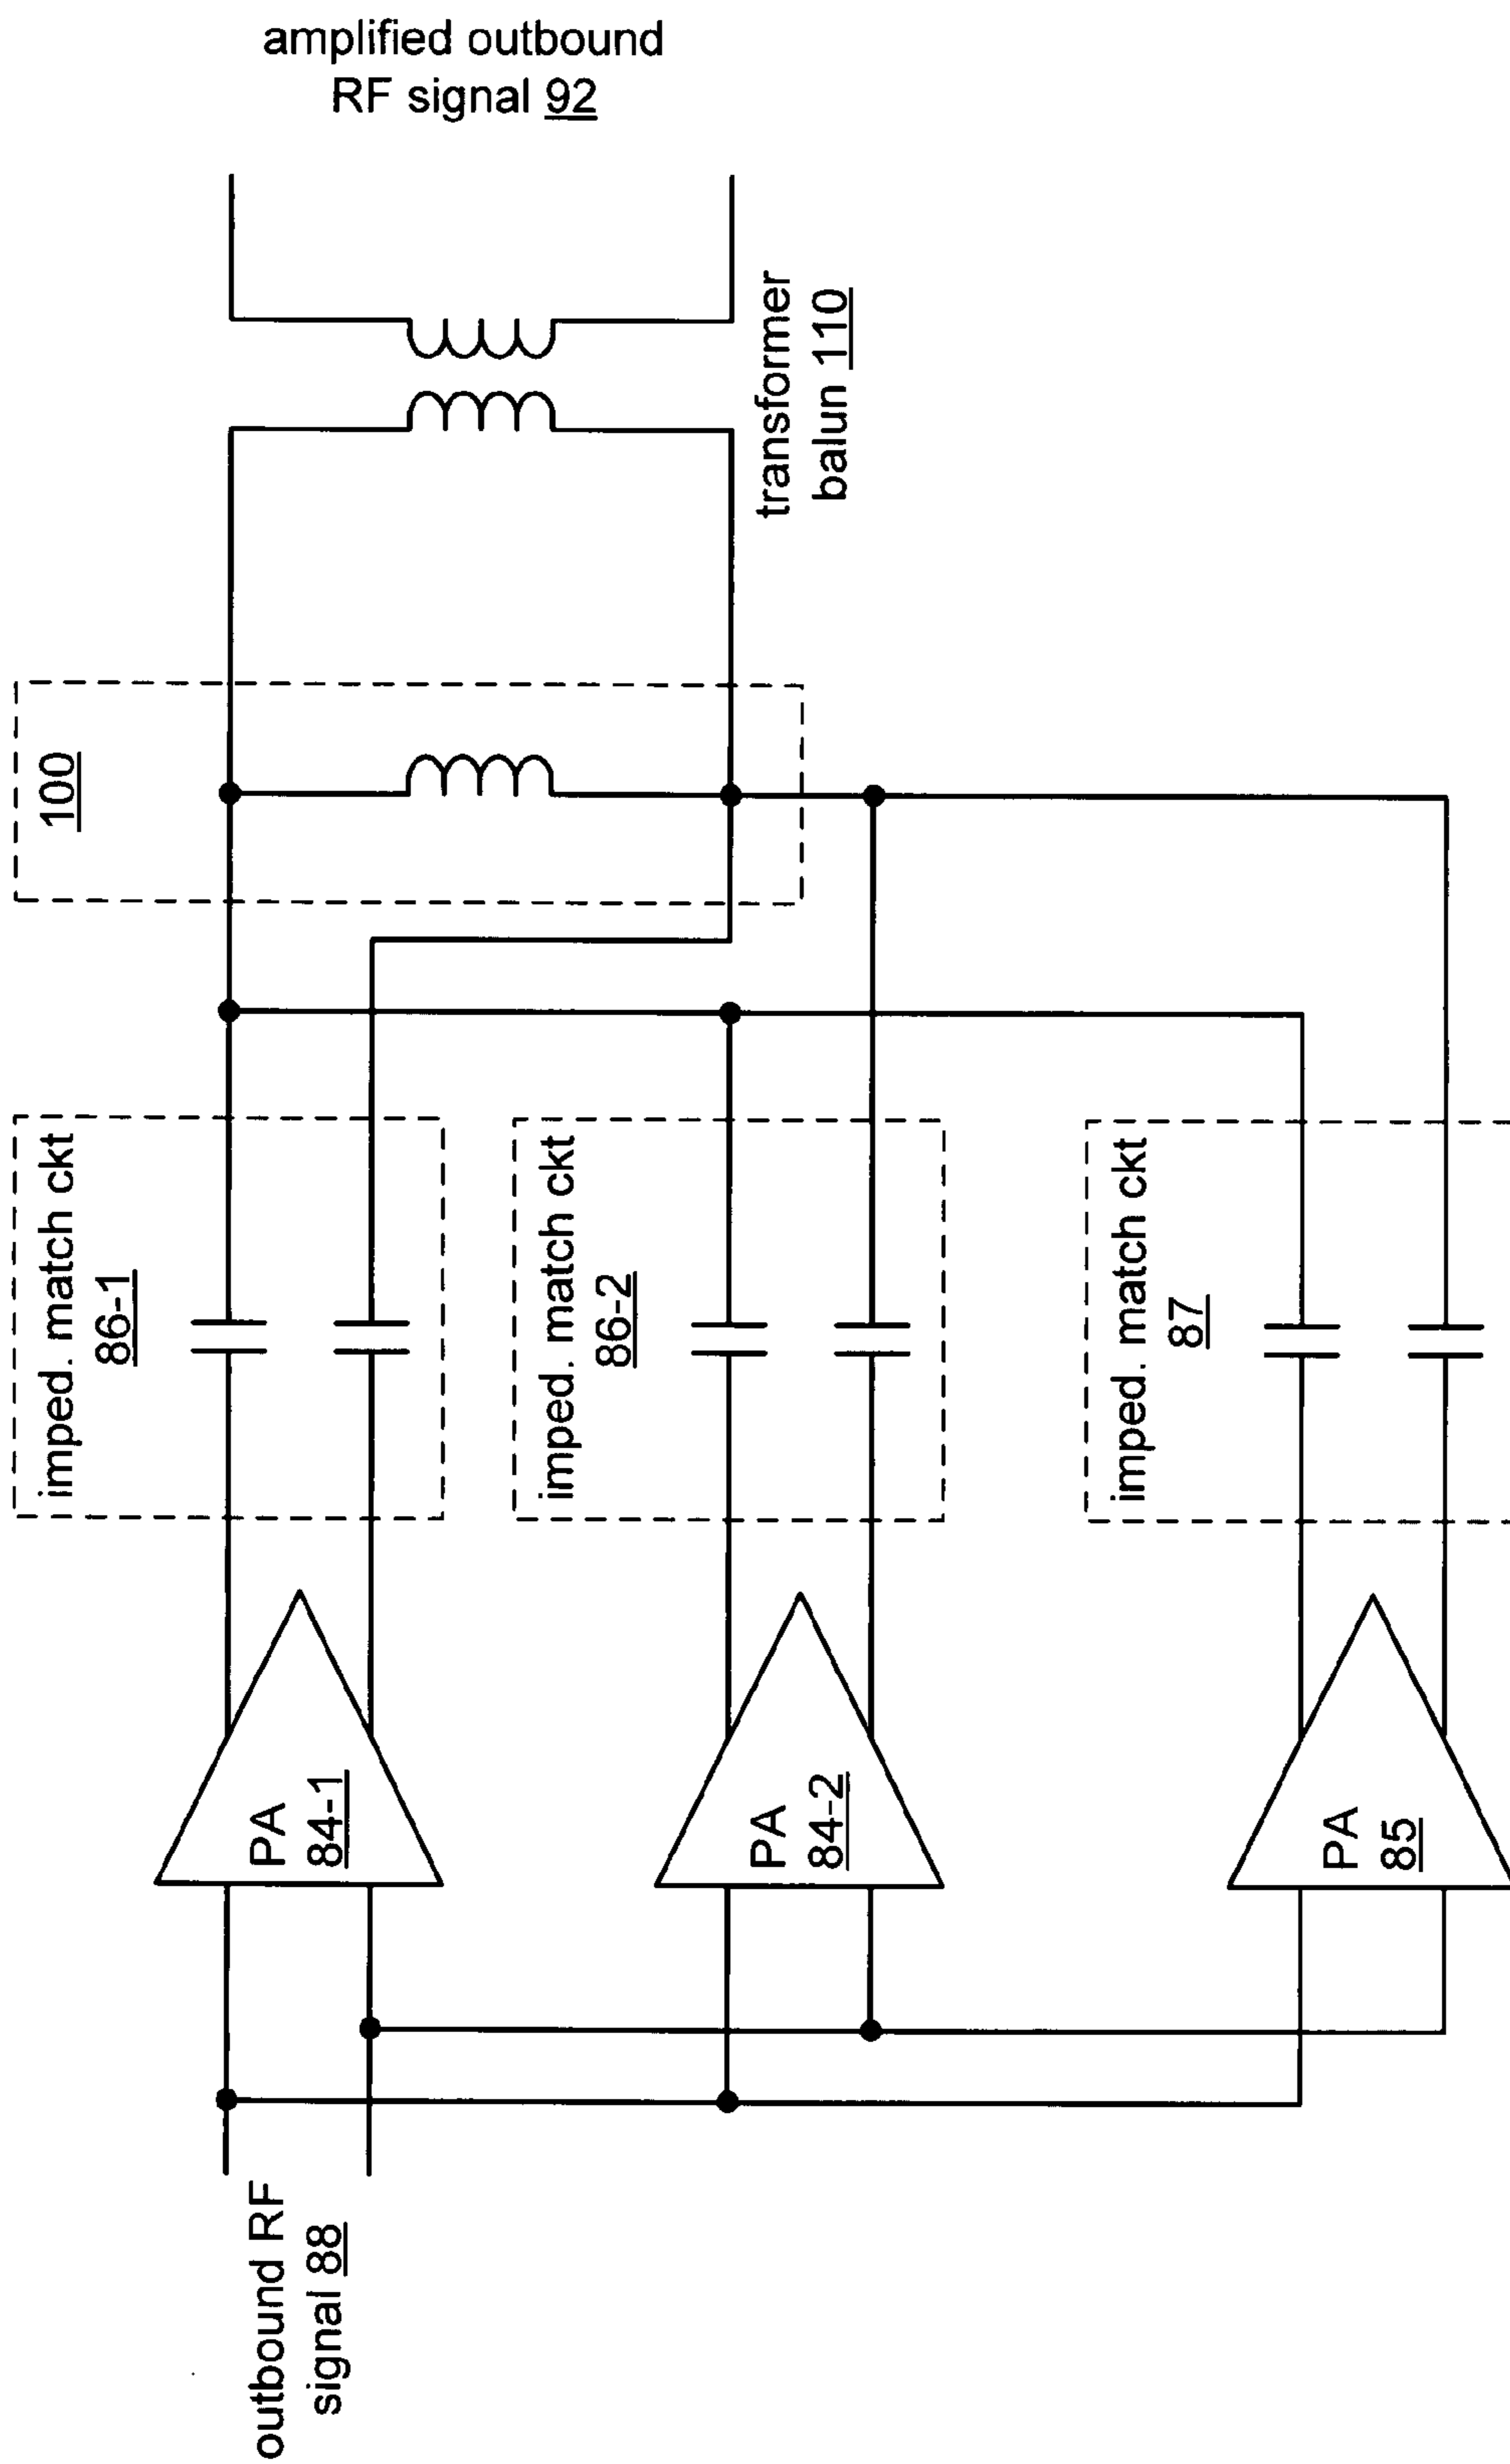 amplified outbound
RF signal 92
transformer
balun 110
100
imped. match ckt
86-1
imped. match ckt
86-2
imped. match ckt
87
PA
84-1
PA
84-2
PA
85
outbound RF
signal 88